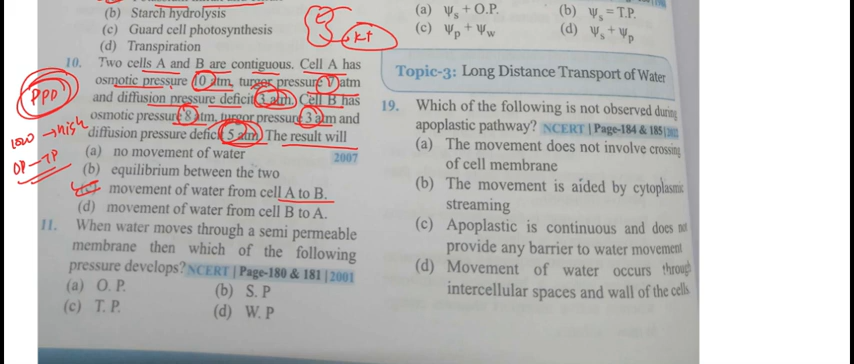 (b) Starch hydrolysis
(c) Guard cell photosynthesis
(d) Transpiration
10. Two cells A and B are contiguous. Cell A has
osmotic pressure 10 atm, turgor pressure atm
and diffusion pressure deficit 3 atm. Cell B has
osmotic pressure 8 atm, turgor pressure 3 atm and
diffusion pressure deficit 5 atm. The result will
(a) no movement of water 2007
(b) equilibrium between the two
(c) movement of water from cell A to B.
(d) movement of water from cell B to A.
11. When water moves through a semi permeable
membrane then which of the following
pressure develops? NCERT | Page-180 & 181 | 2001
(a) O. P. (b) S. P
(c) T. P. (d) W. P
kt
PPD
low → high
OP - TP
(a) Ψs + O.P. (b) Ψs = T.P.
(c) Ψp + Ψw (d) Ψs + Ψp
Topic-3: Long Distance Transport of Water
19. Which of the following is not observed during
apoplastic pathway? NCERT | Page-184 & 185 |
(a) The movement does not involve crossing
of cell membrane
(b) The movement is aided by cytoplasmic
streaming
(c) Apoplastic is continuous and does not
provide any barrier to water movement
(d) Movement of water occurs through
intercellular spaces and wall of the cells